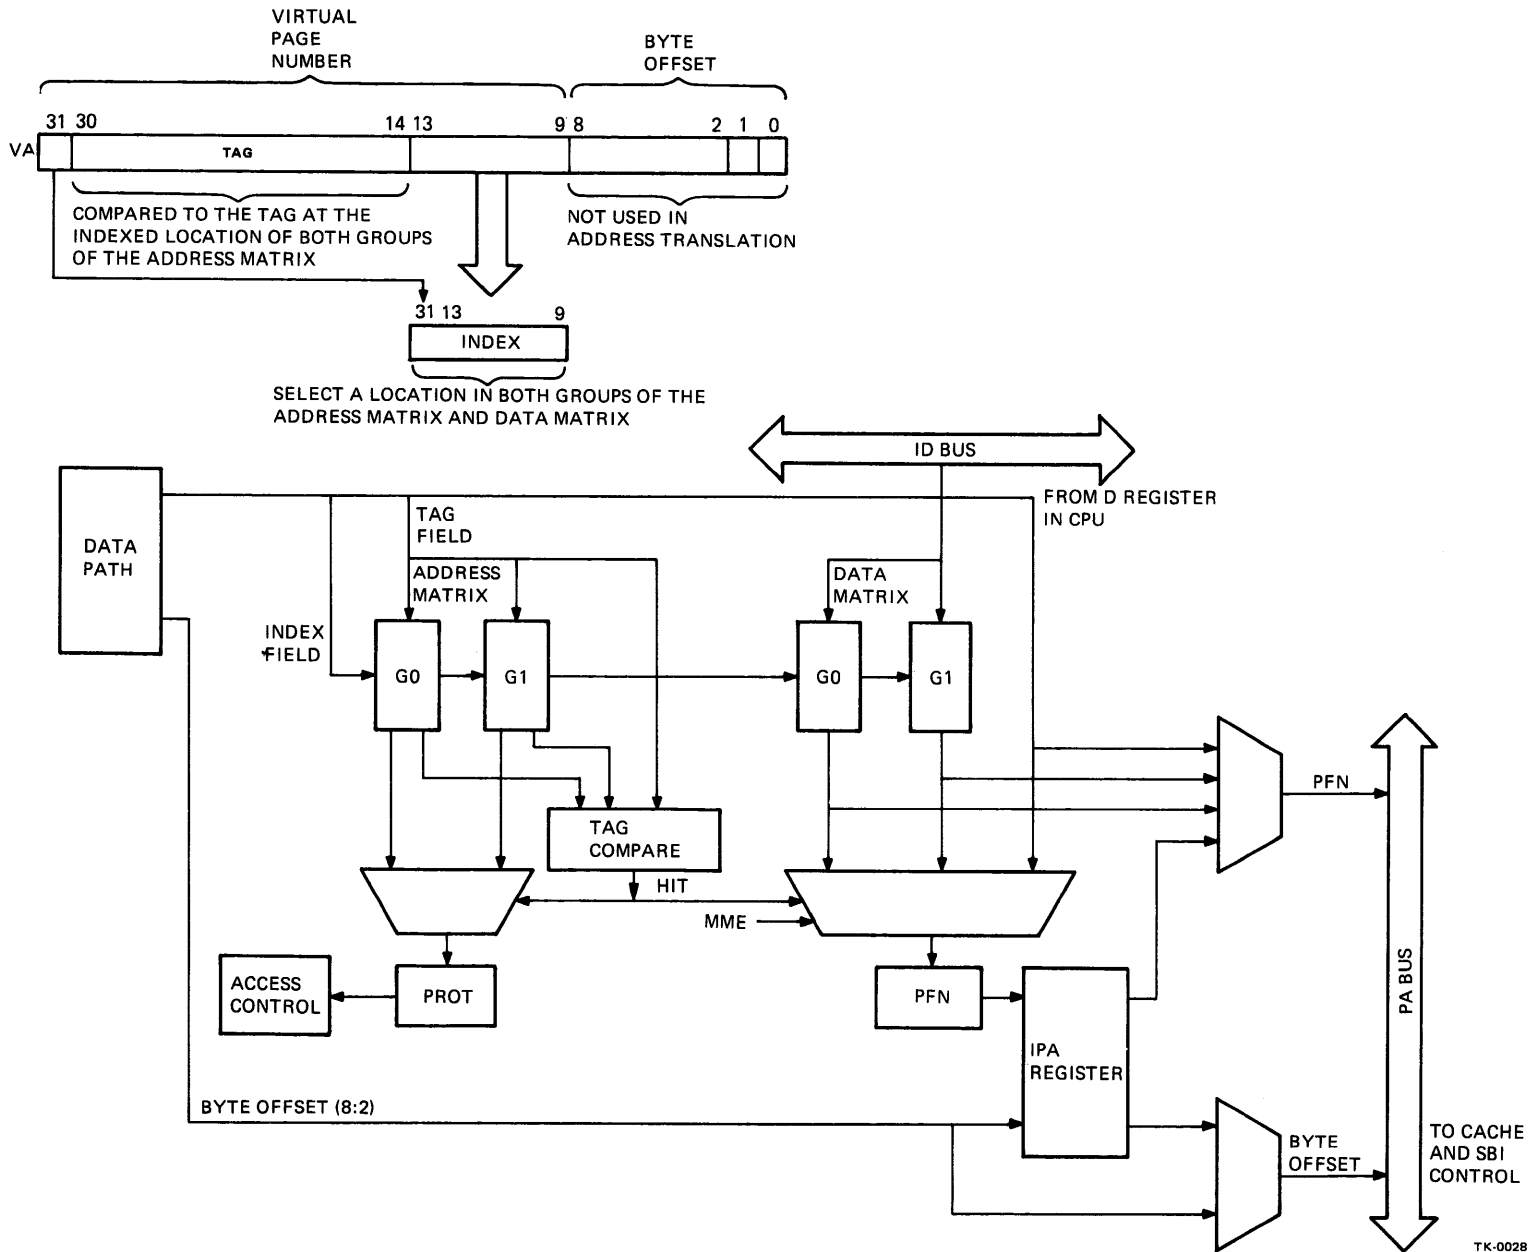 VIRTUAL
PAGE
NUMBER
BYTE
OFFSET
31 30 14 13 9 8 2 1 0
VA TAG
COMPARED TO THE TAG AT THE
INDEXED LOCATION OF BOTH GROUPS
OF THE ADDRESS MATRIX
NOT USED IN
ADDRESS TRANSLATION
31 13 9
INDEX
SELECT A LOCATION IN BOTH GROUPS OF THE
ADDRESS MATRIX AND DATA MATRIX
ID BUS
FROM D REGISTER
IN CPU
DATA
PATH
TAG
FIELD
ADDRESS
MATRIX
DATA
MATRIX
INDEX
FIELD
G0
G1
G0
G1
TAG
COMPARE
HIT
MME
PFN
PA BUS
ACCESS
CONTROL
PROT
PFN
IPA
REGISTER
BYTE OFFSET (8:2)
BYTE
OFFSET
TO CACHE
AND SBI
CONTROL
TK-0028